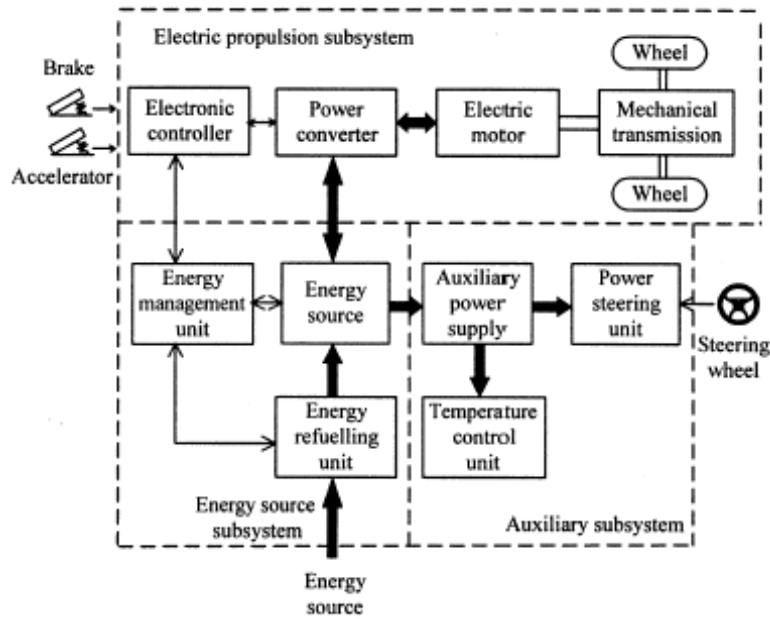 Electric propulsion subsystem
Wheel
Brake
Electronic
controller
Power
converter
Electric
motor
Mechanical
transmission
Accelerator
Wheel
Energy
management
unit
Energy
source
Auxiliary
power
supply
Power
steering
unit
Steering
wheel
Energy
refuelling
unit
Temperature
control
unit
Energy source
subsystem
Auxiliary subsystem
Energy
source